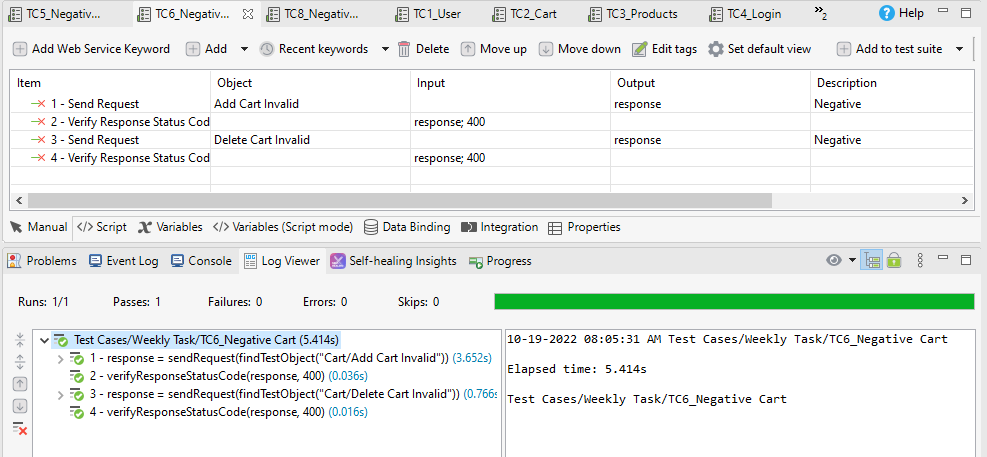 TC5_Negativ... TC6_Negativ... TC8_Negativ... TC1_User TC2_Cart TC3_Products TC4_Login »2 Help
Add Web Service Keyword Add Recent keywords Delete Move up Move down Edit tags Set default view Add to test suite
Item Object Input Output Description
1 - Send Request Add Cart Invalid response Negative
2 - Verify Response Status Cod response; 400
3 - Send Request Delete Cart Invalid response Negative
4 - Verify Response Status Cod response; 400
Manual </> Script Variables </> Variables (Script mode) Data Binding Integration Properties
Problems Event Log Console Log Viewer Self-healing Insights Progress
Runs: 1/1 Passes: 1 Failures: 0 Errors: 0 Skips: 0
Test Cases/Weekly Task/TC6_Negative Cart (5.414s)
1 - response = sendRequest(findTestObject("Cart/Add Cart Invalid")) (3.652s)
2 - verifyResponseStatusCode(response, 400) (0.036s)
3 - response = sendRequest(findTestObject("Cart/Delete Cart Invalid")) (0.766s
4 - verifyResponseStatusCode(response, 400) (0.016s)
10-19-2022 08:05:31 AM Test Cases/Weekly Task/TC6_Negative Cart
Elapsed time: 5.414s
Test Cases/Weekly Task/TC6_Negative Cart